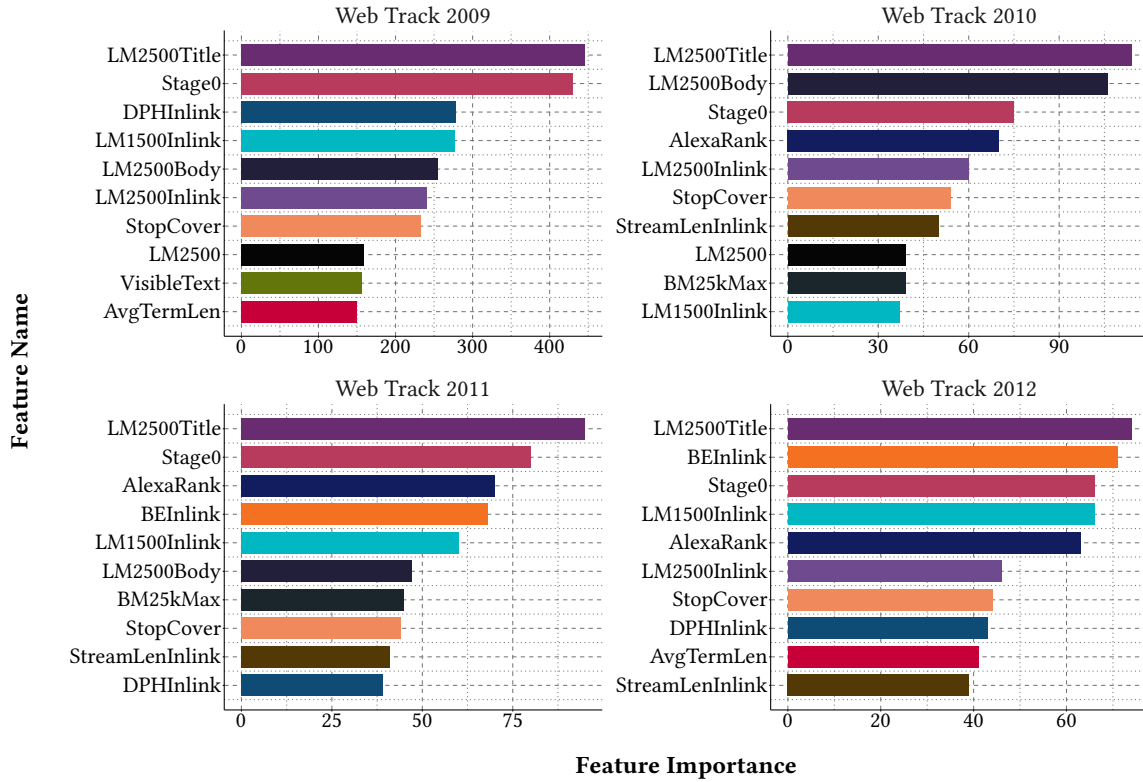 Web Track 2009
LM2500Title
Stage0
DPHInlink
LM1500Inlink
LM2500Body
LM2500Inlink
StopCover
LM2500
VisibleText
AvgTermLen
0 100 200 300 400
Web Track 2010
LM2500Title
LM2500Body
Stage0
AlexaRank
LM2500Inlink
StopCover
StreamLenInlink
LM2500
BM25kMax
LM1500Inlink
0 30 60 90
Feature Name
Web Track 2011
LM2500Title
Stage0
AlexaRank
BEInlink
LM1500Inlink
LM2500Body
BM25kMax
StopCover
StreamLenInlink
DPHInlink
0 25 50 75
Web Track 2012
LM2500Title
BEInlink
Stage0
LM1500Inlink
AlexaRank
LM2500Inlink
StopCover
DPHInlink
AvgTermLen
StreamLenInlink
0 20 40 60
Feature Importance